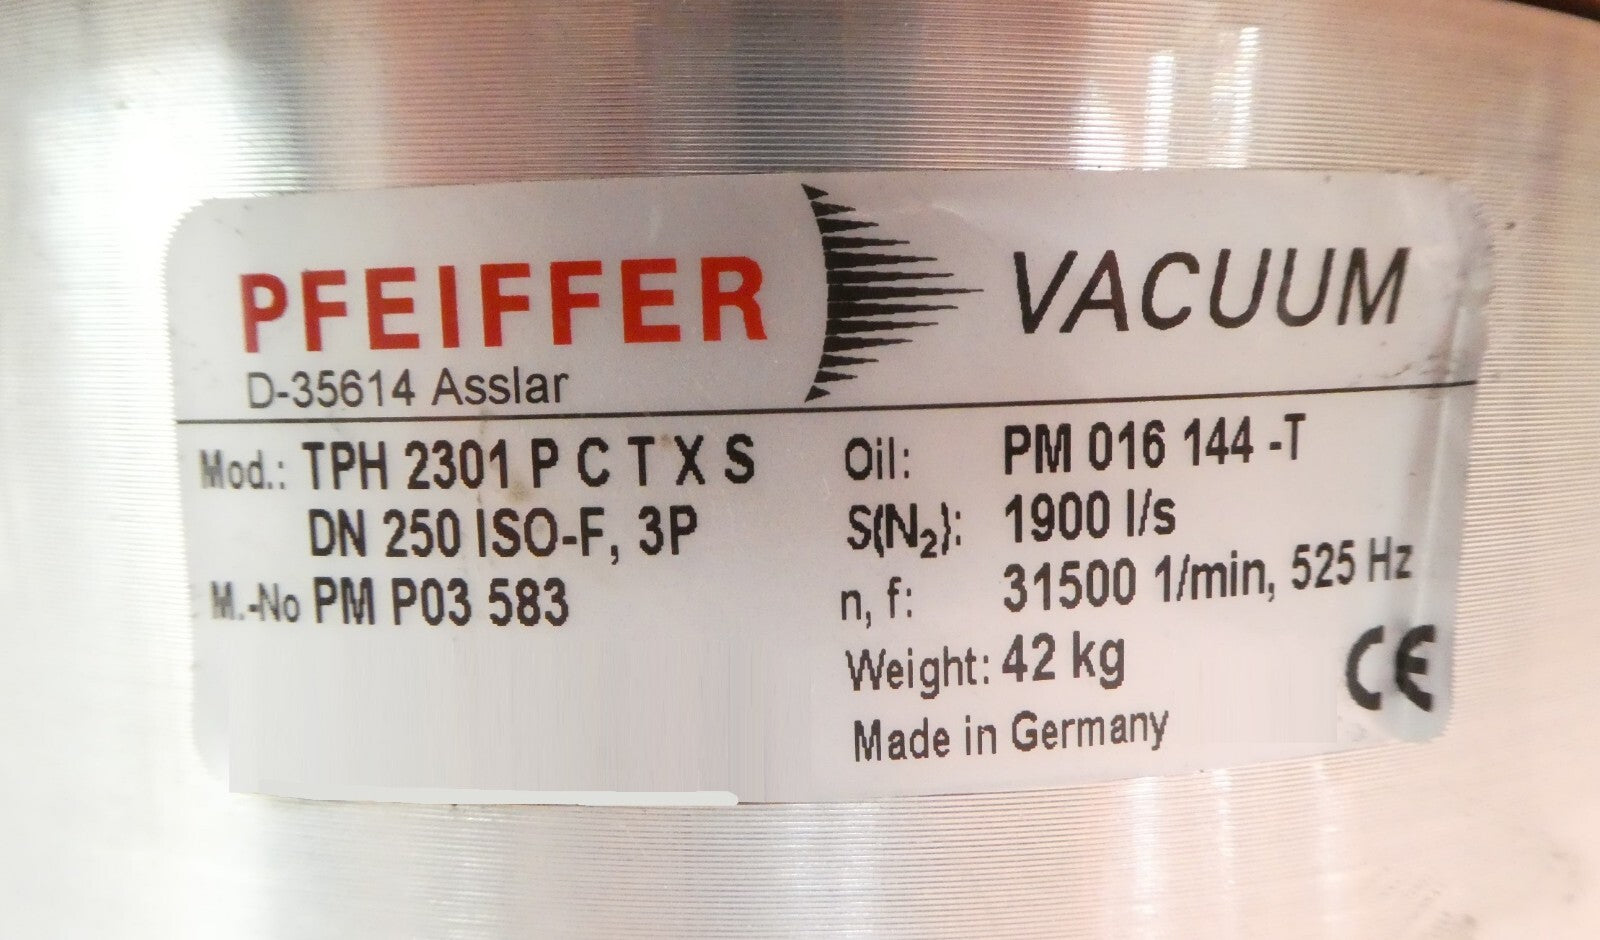 PFEIFFER VACUUM
D-35614 Asslar
Mod.: TPH 2301 P C T X S
DN 250 ISO-F, 3P
M.-No PM P03 583
Oil: PM 016 144 -T
S(N₂): 1900 l/s
n, f: 31500 1/min, 525 Hz
Weight: 42 kg
Made in Germany
CE